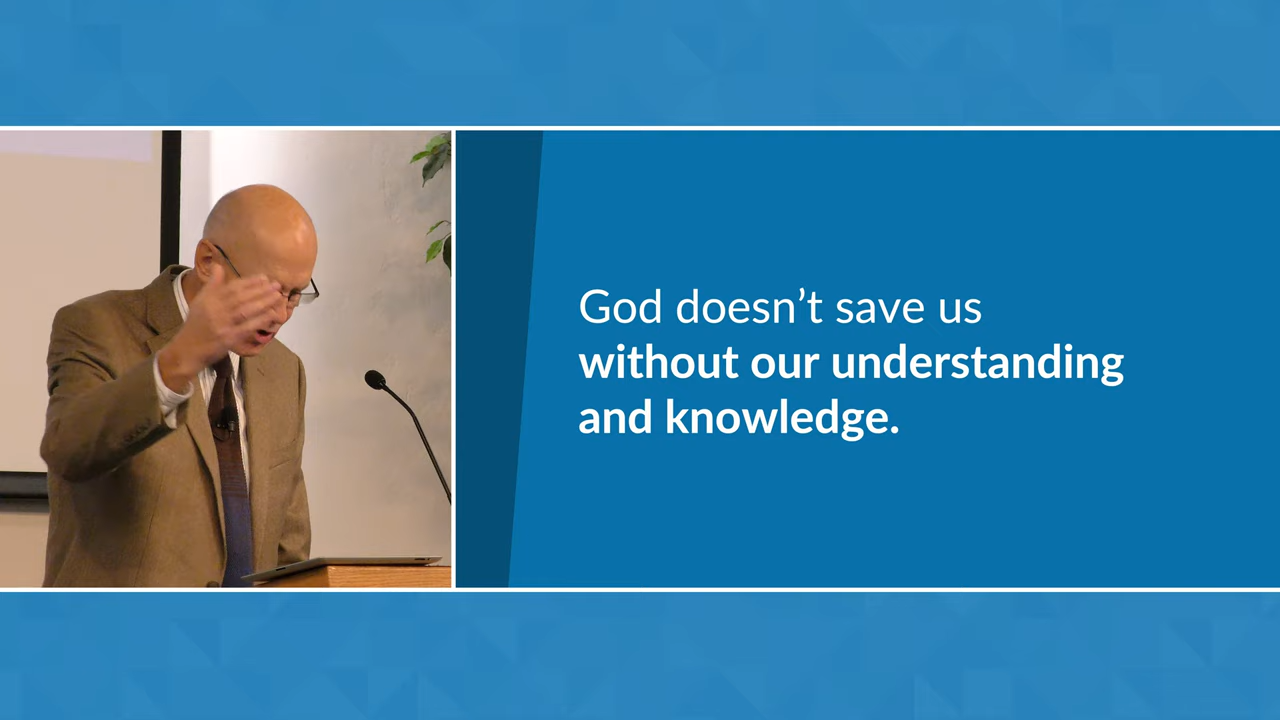 God doesn’t save us
without our understanding
and knowledge.